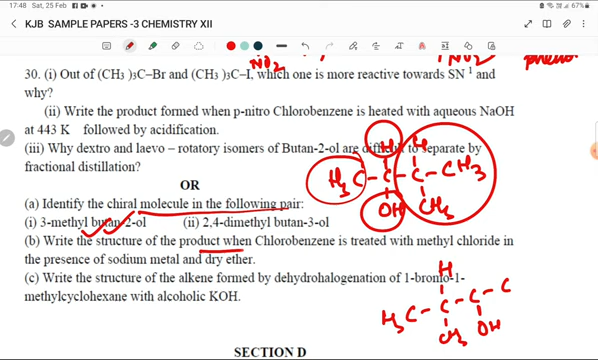 17:48 Sat, 25 Feb
67%
KJB SAMPLE PAPERS -3 CHEMISTRY XII
NO2
NO2
30. (i) Out of (CH3 )3C–Br and (CH3 )3C–I, which one is more reactive towards SN 1 and
why?
(ii) Write the product formed when p-nitro Chlorobenzene is heated with aqueous NaOH
at 443 K followed by acidification.
(iii) Why dextro and laevo – rotatory isomers of Butan-2-ol are difficult to separate by
fractional distillation?
H H
H3C – C – C – CH3
OH CH3
OR
(a) Identify the chiral molecule in the following pair:
(i) 3-methyl butan-2-ol (ii) 2,4-dimethyl butan-3-ol
(b) Write the structure of the product when Chlorobenzene is treated with methyl chloride in
the presence of sodium metal and dry ether.
(c) Write the structure of the alkene formed by dehydrohalogenation of 1-bromo-1-
methylcyclohexane with alcoholic KOH.
H
H3C – C – C – C
CH3 OH
SECTION D